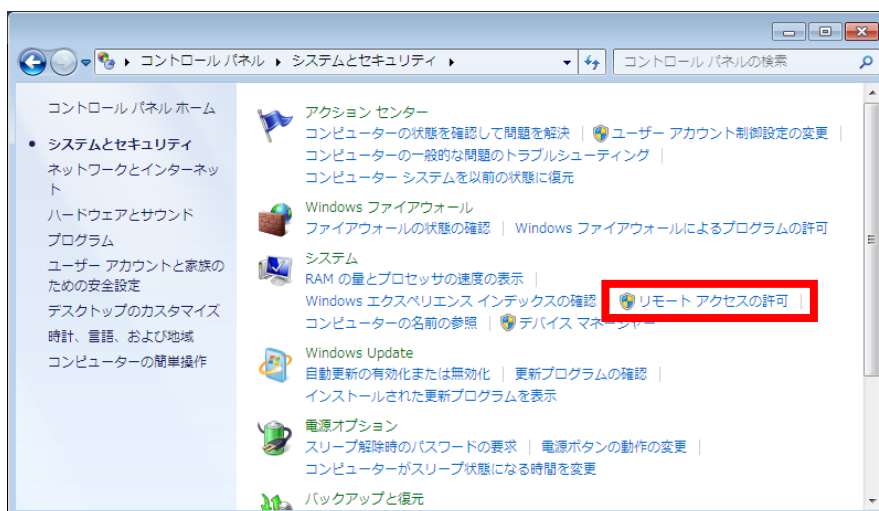 コントロール パネル ▸ システムとセキュリティ ▸
コントロール パネルの検索
コントロール パネル ホーム
システムとセキュリティ
ネットワークとインターネッ
ト
ハードウェアとサウンド
プログラム
ユーザー アカウントと家族の
ための安全設定
デスクトップのカスタマイズ
時計、言語、および地域
コンピューターの簡単操作
アクション センター
コンピューターの状態を確認して問題を解決 | ユーザー アカウント制御設定の変更 |
コンピューターの一般的な問題のトラブルシューティング |
コンピューター システムを以前の状態に復元
Windows ファイアウォール
ファイアウォールの状態の確認 | Windows ファイアウォールによるプログラムの許可
システム
RAM の量とプロセッサの速度の表示 |
Windows エクスペリエンス インデックスの確認 リモート アクセスの許可 |
コンピューターの名前の参照 | デバイス マネージャー
Windows Update
自動更新の有効化または無効化 | 更新プログラムの確認 |
インストールされた更新プログラムを表示
電源オプション
スリープ解除時のパスワードの要求 | 電源ボタンの動作の変更 |
コンピューターがスリープ状態になる時間を変更
バックアップと復元